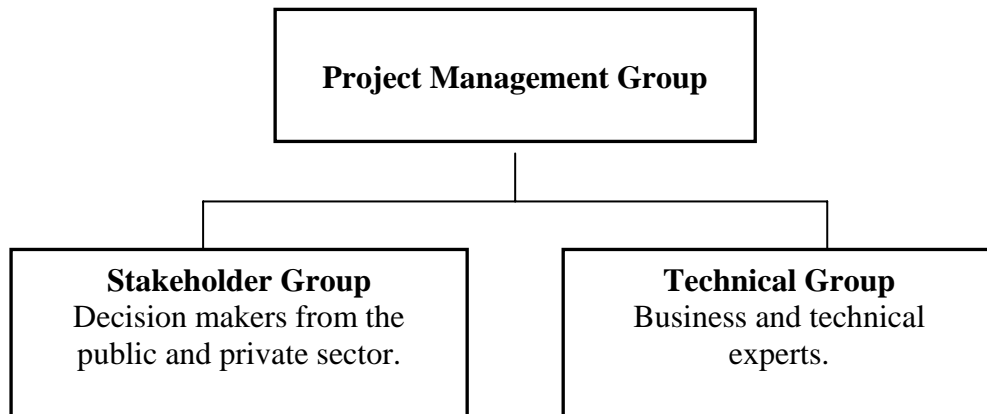 Project Management Group
Stakeholder Group
Decision makers from the
public and private sector.
Technical Group
Business and technical
experts.